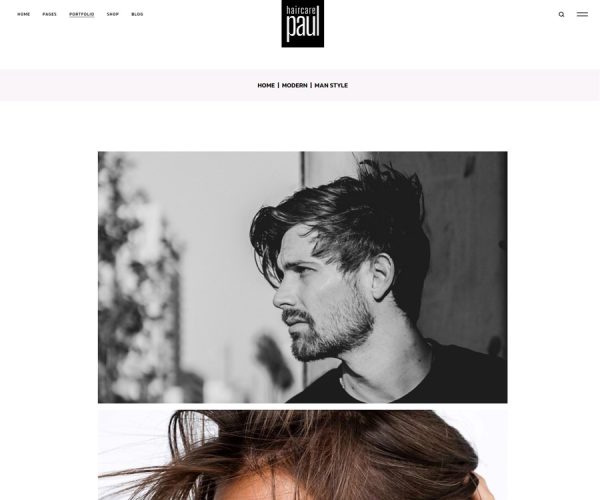 HOME PAGES PORTFOLIO SHOP BLOG
haircare
paul
HOME | MODERN | MAN STYLE